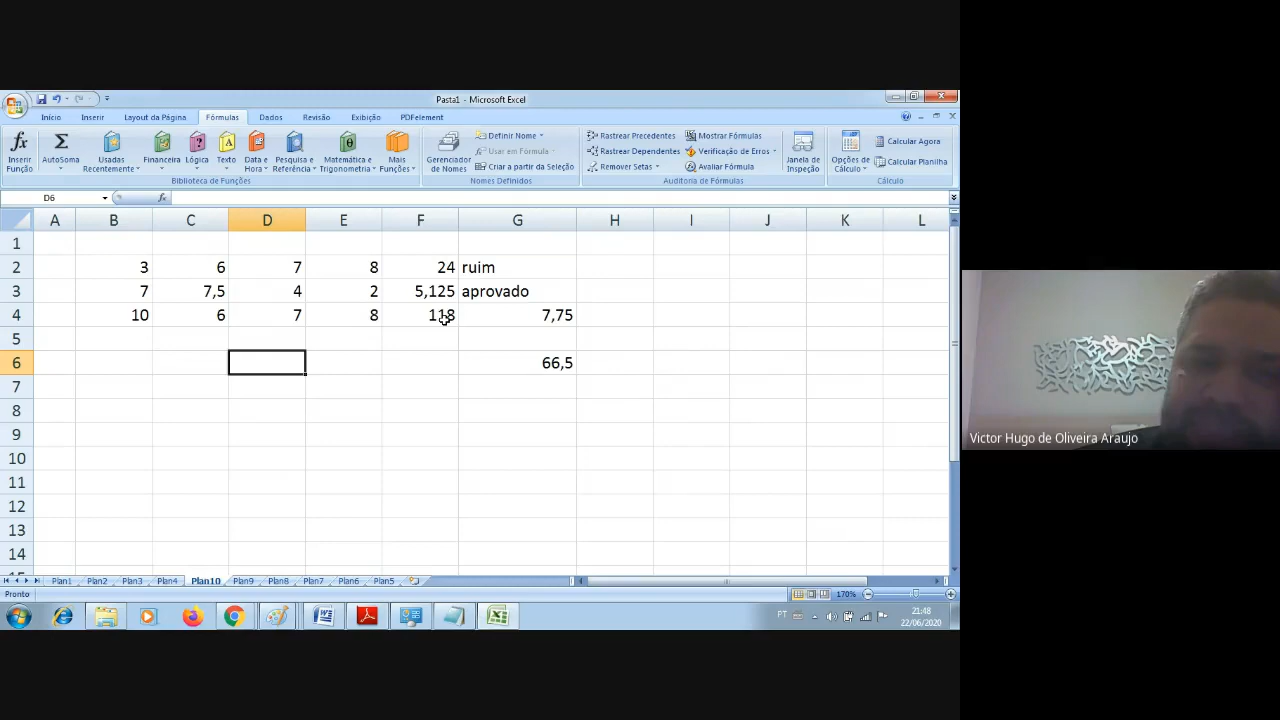 Pasta1 - Microsoft Excel
Início Inserir Layout da Página Fórmulas Dados Revisão Exibição PDFelement
Inserir Função
AutoSoma
Usadas Recentemente
Financeira
Lógica
Texto
Data e Hora
Pesquisa e Referência
Matemática e Trigonometria
Mais Funções
Biblioteca de Funções
Gerenciador de Nomes
Definir Nome
Usar em Fórmula
Criar a partir da Seleção
Nomes Definidos
Rastrear Precedentes
Rastrear Dependentes
Remover Setas
Mostrar Fórmulas
Verificação de Erros
Avaliar Fórmula
Auditoria de Fórmulas
Janela de Inspeção
Opções de Cálculo
Calcular Agora
Calcular Planilha
Cálculo
D6 fx
A B C D E F G H I J K L
1
2 3 6 7 8 24 ruim
3 7 7,5 4 2 5,125 aprovado
4 10 6 7 8 118 7,75
5
6 66,5
7
8
9
10
11
12
13
14
Plan1 Plan2 Plan3 Plan4 Plan10 Plan9 Plan8 Plan7 Plan6 Plan5
Pronto 170%
PT 21:48
22/06/2020
Victor Hugo de Oliveira Araujo